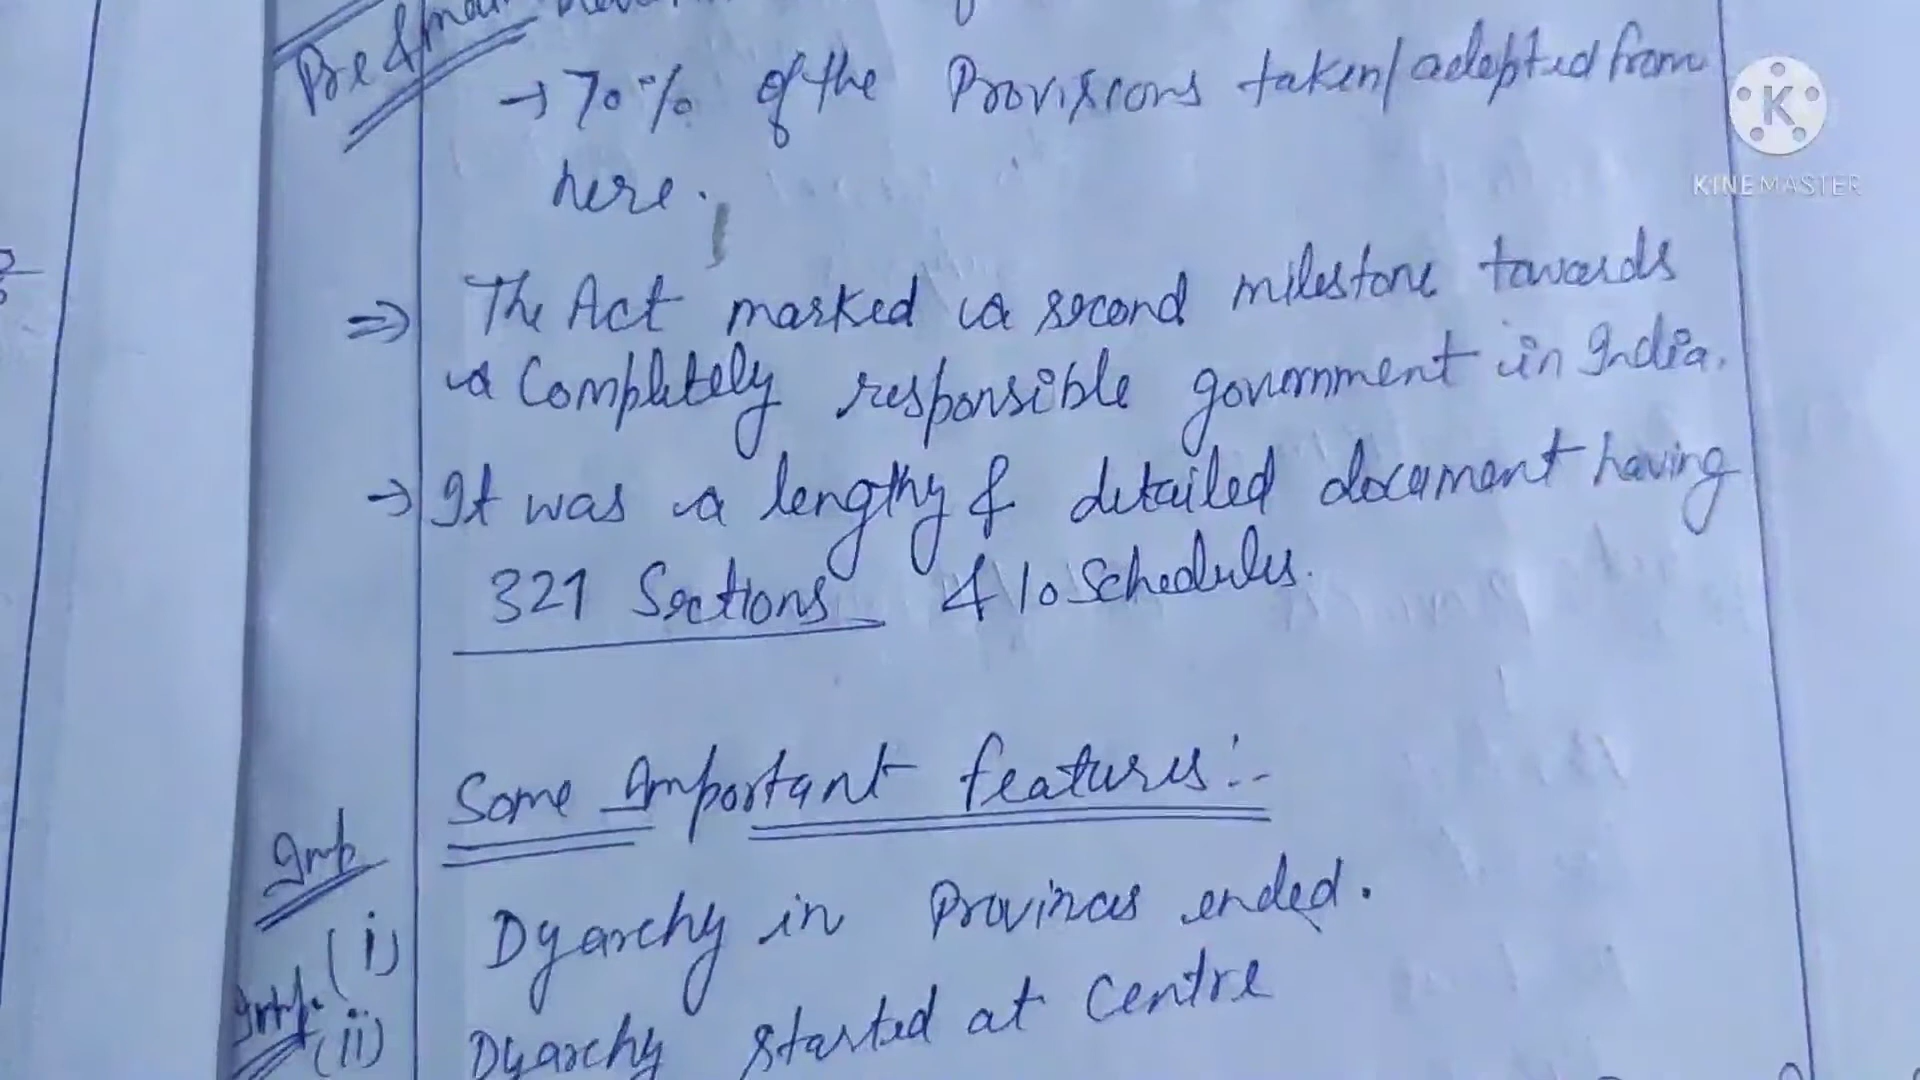 Pre & main
→ 70% of the Provisions taken/adopted from
here.
K
KINEMASTER
⇒ The Act marked a second milestone towards
a Completely responsible government in India.
→ It was a lengthy & detailed document having
321 Sections & 10 Schedules.
Some Important features:-
Imp
(i) Dyarchy in Provinces ended.
Imp.
(ii) Dyarchy started at Centre